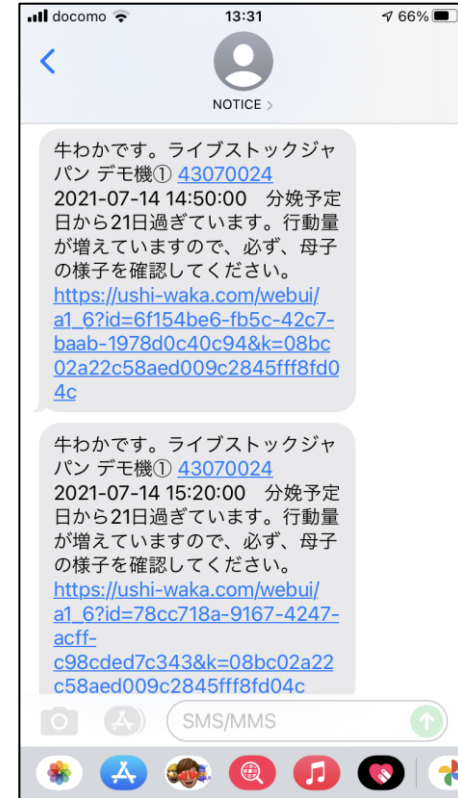 docomo 13:31 66%
NOTICE >
牛わかです。ライブストックジャ
パン デモ機① 43070024
2021-07-14 14:50:00　分娩予定
日から21日過ぎています。行動量
が増えていますので、必ず、母子
の様子を確認してください。
https://ushi-waka.com/webui/
a1_6?id=6f154be6-fb5c-42c7-
baab-1978d0c40c94&k=08bc
02a22c58aed009c2845fff8fd0
4c
牛わかです。ライブストックジャ
パン デモ機① 43070024
2021-07-14 15:20:00　分娩予定
日から21日過ぎています。行動量
が増えていますので、必ず、母子
の様子を確認してください。
https://ushi-waka.com/webui/
a1_6?id=78cc718a-9167-4247-
acff-
c98cded7c343&k=08bc02a22
c58aed009c2845fff8fd04c
SMS/MMS